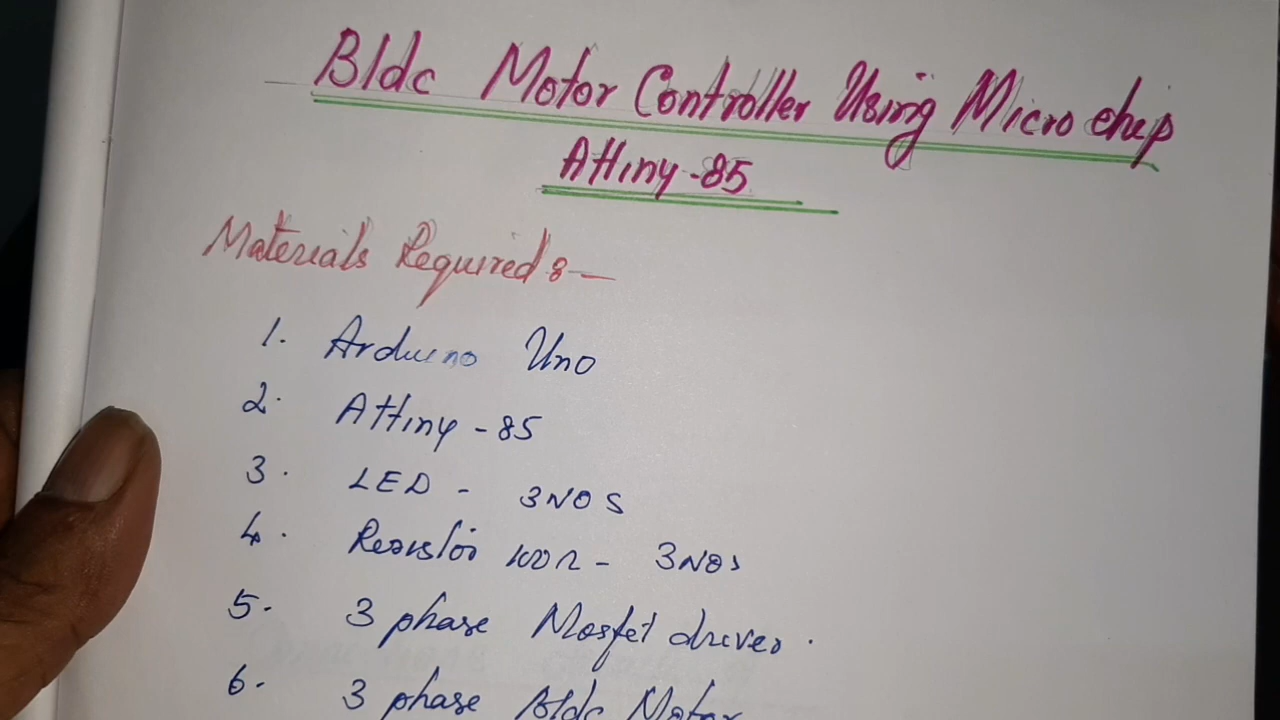 Bldc Motor Controller Using Microchip
Attiny-85
Materials Required :-
1. Arduino Uno
2. Attiny - 85
3. LED - 3NOS
4. Resistor 100Ω - 3NOS
5. 3 phase Mosfet driver.
6. 3 phase Bldc Motor